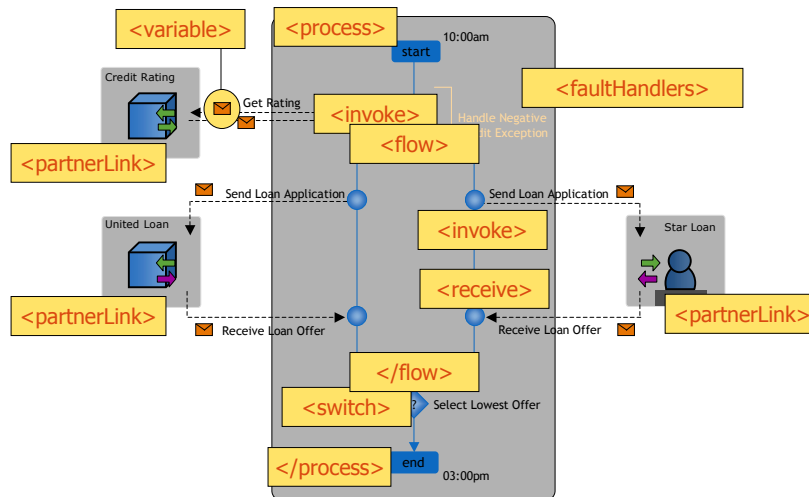 <variable>
<process>
10:00am
start
Credit Rating
Get Rating
<faultHandlers>
<invoke>
Handle Negative
Exception
<flow>
<partnerLink>
Send Loan Application
Send Loan Application
United Loan
<invoke>
Star Loan
<receive>
<partnerLink>
<partnerLink>
Receive Loan Offer
Receive Loan Offer
</flow>
<switch>
?
Select Lowest Offer
</process>
end
03:00pm